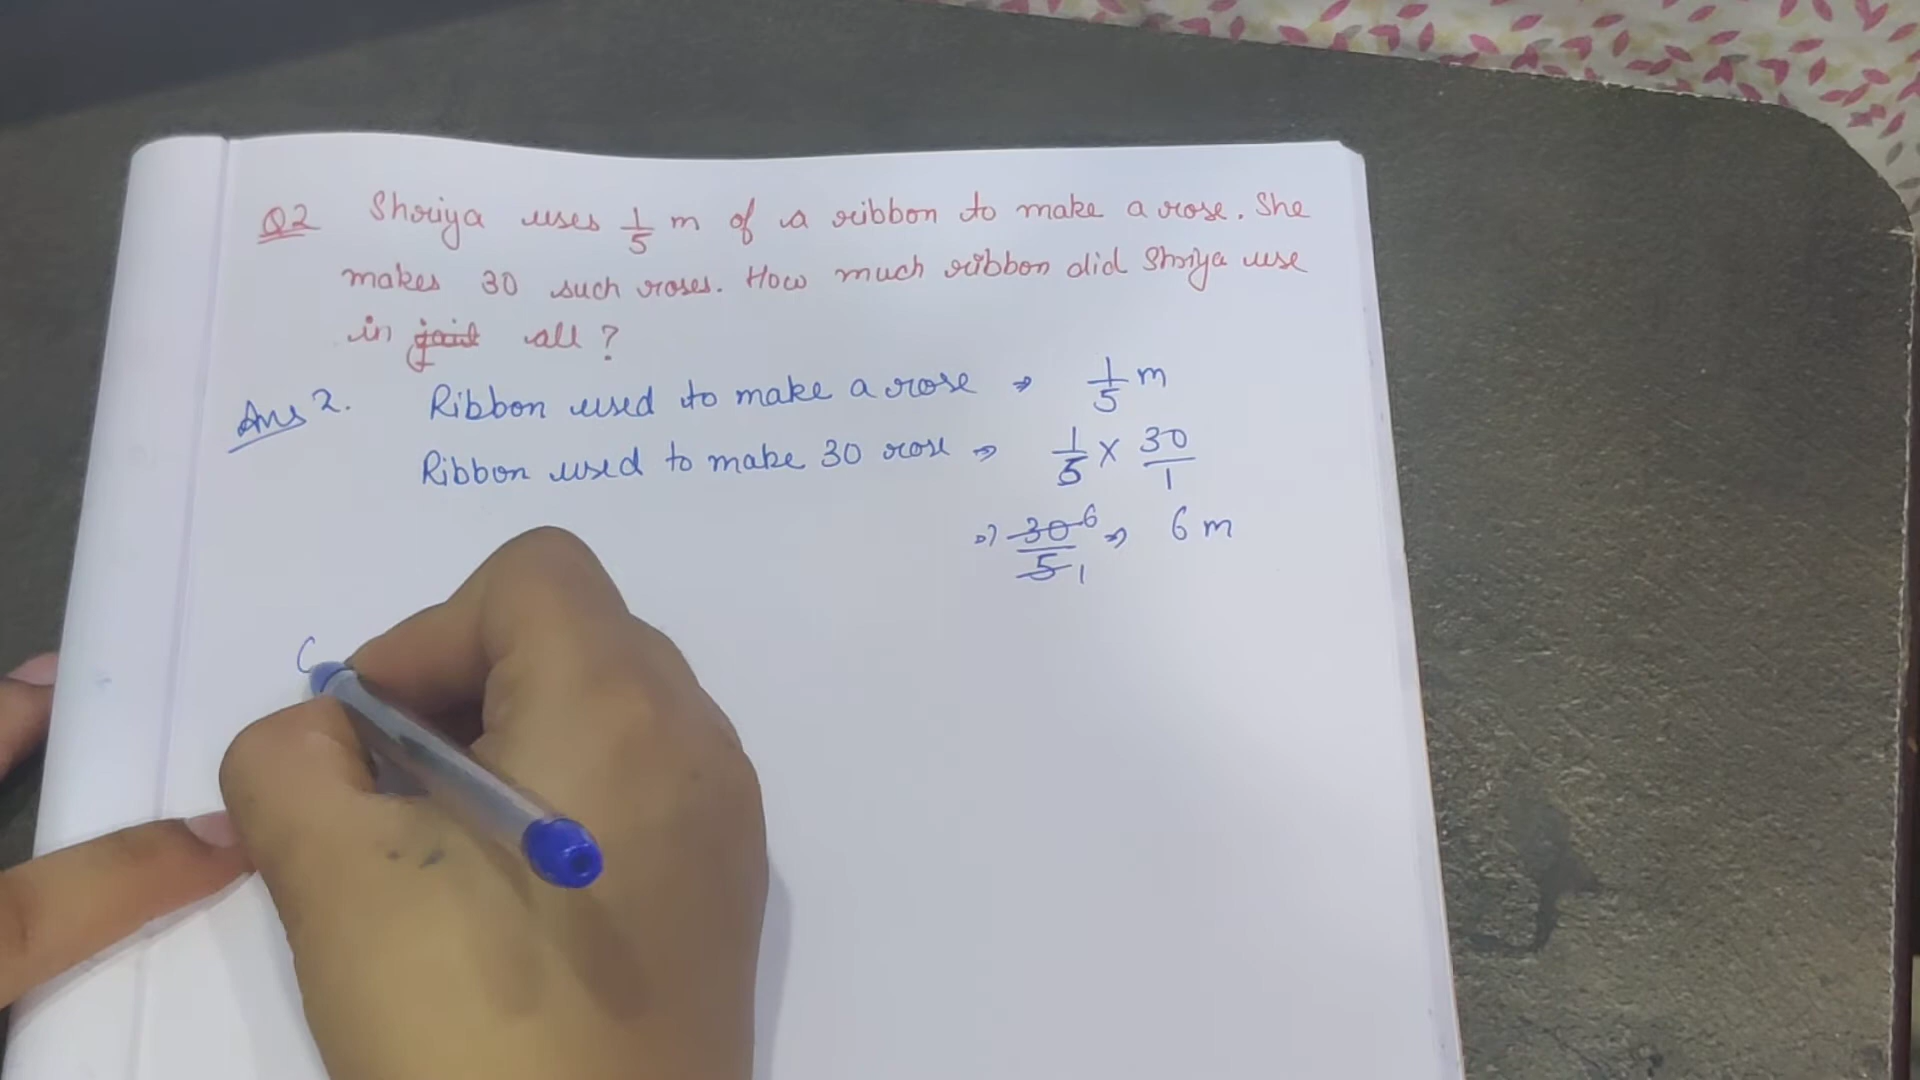 Q2 Shriya uses 1/5 m of a ribbon to make a rose. She
makes 30 such roses. How much ribbon did Shriya use
in all?
Ans 2. Ribbon used to make a rose ⇒ 1/5 m
Ribbon used to make 30 rose ⇒ 1/5 × 30/1
⇒ 30 6/5 1 ⇒ 6 m